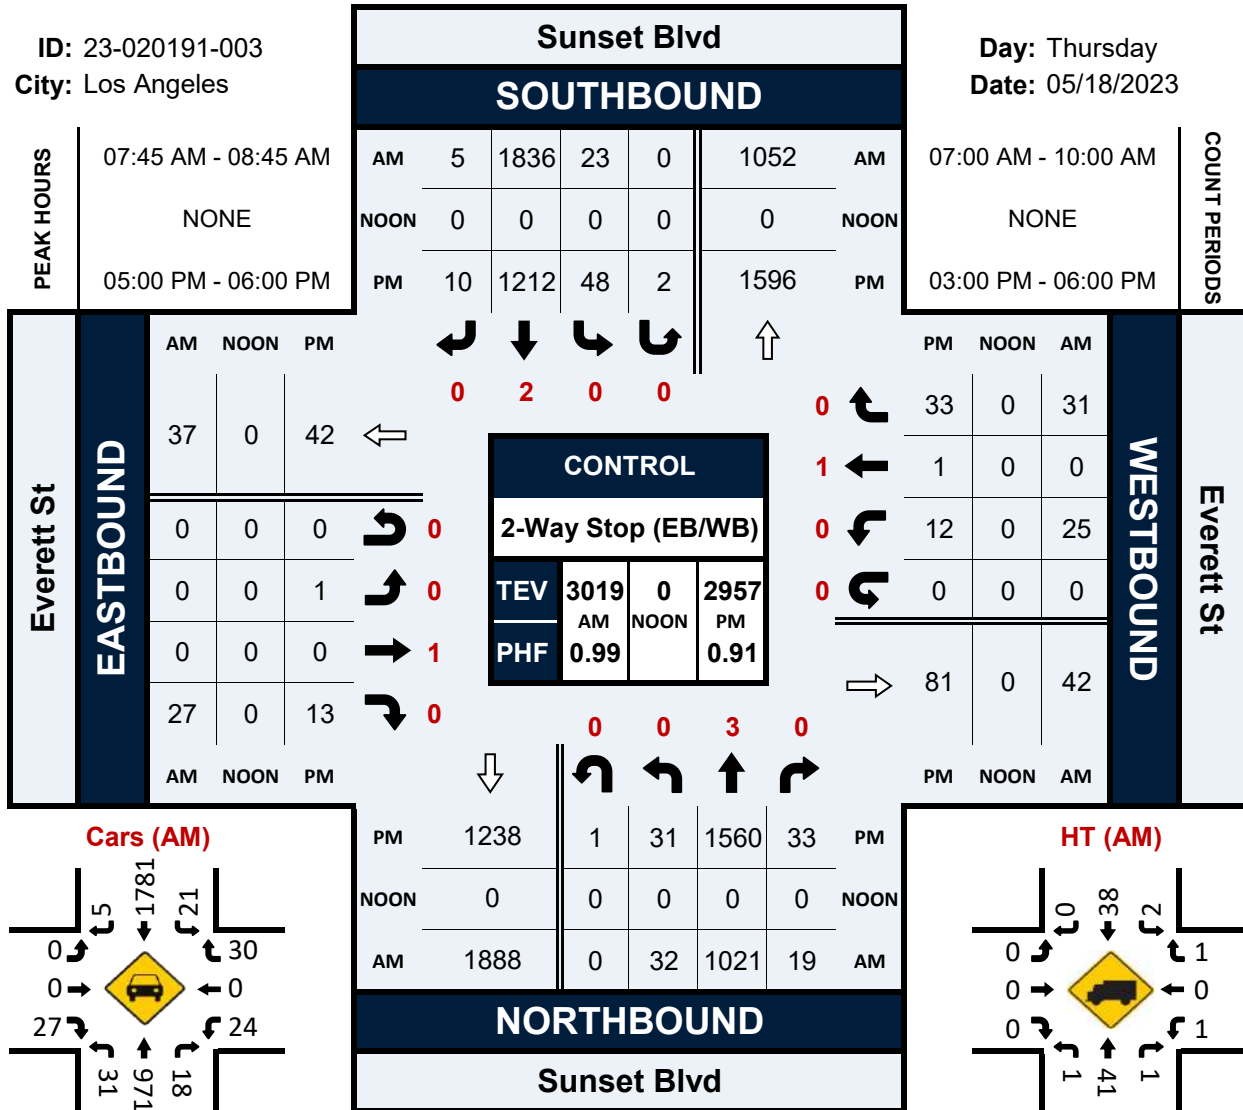 Sunset Blvd
ID: 23-020191-003
City: Los Angeles
Day: Thursday
Date: 05/18/2023
SOUTHBOUND
PEAK HOURS
07:45 AM - 08:45 AM
NONE
05:00 PM - 06:00 PM
AM 5 1836 23 0 1052 AM
NOON 0 0 0 0 0 NOON
PM 10 1212 48 2 1596 PM
07:00 AM - 10:00 AM
NONE
03:00 PM - 06:00 PM
COUNT PERIODS
0 2 0 0
Everett St
EASTBOUND
AM NOON PM
37 0 42
0 0 0 0
0 0 1 0
0 0 0 1
27 0 13 0
AM NOON PM
CONTROL
2-Way Stop (EB/WB)
TEV 3019 0 2957
AM NOON PM
PHF 0.99 0.91
PM NOON AM
0 33 0 31
1 1 0 0
0 12 0 25
0 0 0 0
81 0 42
PM NOON AM
WESTBOUND
Everett St
0 0 3 0
PM 1238 1 31 1560 33 PM
NOON 0 0 0 0 0 NOON
AM 1888 0 32 1021 19 AM
NORTHBOUND
Sunset Blvd
Cars (AM)
5 1781 21
0 30
0 0
27 24
31 971 18
HT (AM)
0 38 2
0 1
0 0
0 1
1 41 1